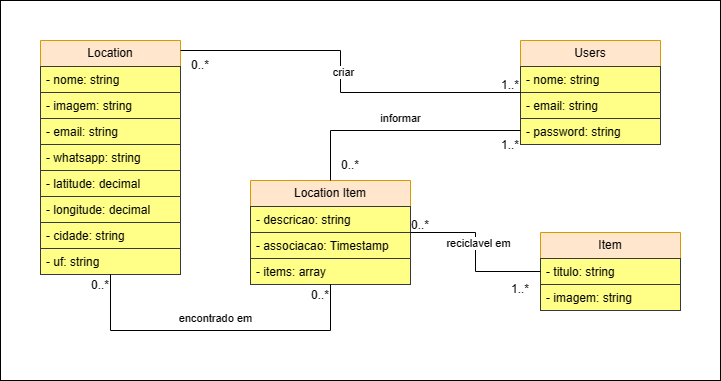 Location
- nome: string
- imagem: string
- email: string
- whatsapp: string
- latitude: decimal
- longitude: decimal
- cidade: string
- uf: string
0..*
criar
1..*
Users
- nome: string
- email: string
- password: string
informar
1..*
0..*
Location Item
- descricao: string
- associacao: Timestamp
- items: array
0..*
reciclavel em
1..*
Item
- titulo: string
- imagem: string
0..*
encontrado em
0..*